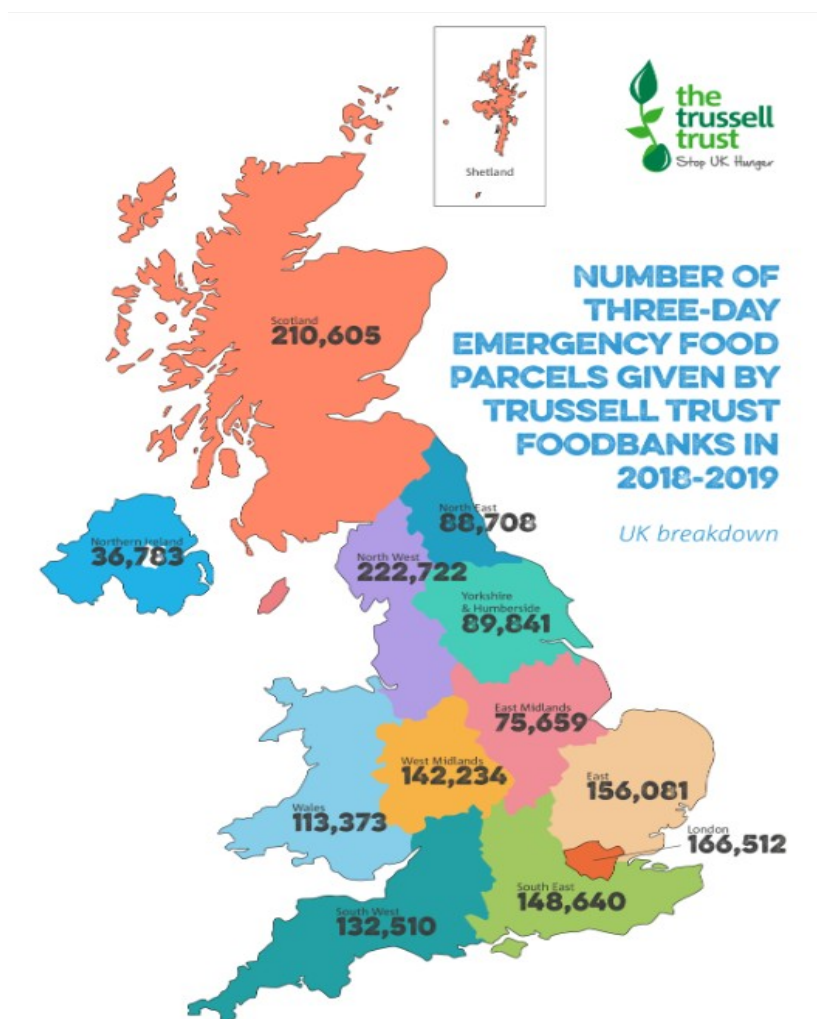 Shetland
the
trussell
trust
Stop UK Hunger
NUMBER OF
THREE-DAY
EMERGENCY FOOD
PARCELS GIVEN BY
TRUSSELL TRUST
FOODBANKS IN
2018-2019
UK breakdown
Scotland
210,605
North East
88,708
Northern Ireland
36,783
North West
222,722
Yorkshire
& Humberside
89,841
East Midlands
75,659
West Midlands
142,234
East
156,081
Wales
113,373
London
166,512
South East
148,640
South West
132,510